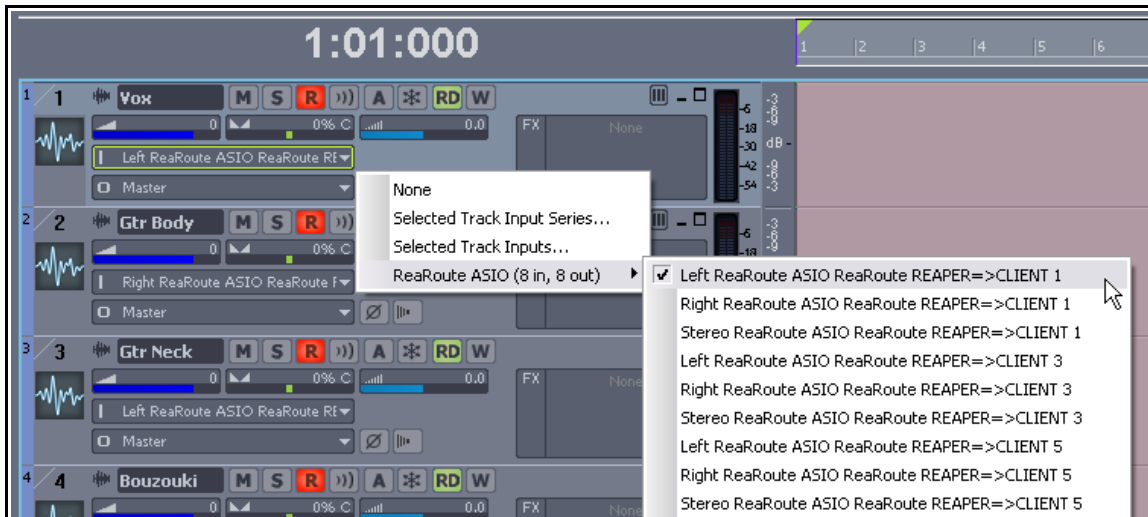 1:01:000
1 2 3 4 5 6
1 1 Vox M S R A RD W
0 0% C 0.0 FX None
Left ReaRoute ASIO ReaRoute RE
O Master
-6 -18 -30 -42 -54
-3 -6 -9 dB - -9 -6 -3
None
Selected Track Input Series...
Selected Track Inputs...
ReaRoute ASIO (8 in, 8 out)
2 2 Gtr Body M S R
0 0% C
Right ReaRoute ASIO ReaRoute F
O Master
-6 -18
-3 -6 -9
Left ReaRoute ASIO ReaRoute REAPER=>CLIENT 1
Right ReaRoute ASIO ReaRoute REAPER=>CLIENT 1
Stereo ReaRoute ASIO ReaRoute REAPER=>CLIENT 1
Left ReaRoute ASIO ReaRoute REAPER=>CLIENT 3
Right ReaRoute ASIO ReaRoute REAPER=>CLIENT 3
Stereo ReaRoute ASIO ReaRoute REAPER=>CLIENT 3
Left ReaRoute ASIO ReaRoute REAPER=>CLIENT 5
Right ReaRoute ASIO ReaRoute REAPER=>CLIENT 5
Stereo ReaRoute ASIO ReaRoute REAPER=>CLIENT 5
3 3 Gtr Neck M S R A RD W
0 0% C 0.0 FX None
Left ReaRoute ASIO ReaRoute RE
O Master
4 4 Bouzouki M S R A RD W
0 0% C 0.0 FX None